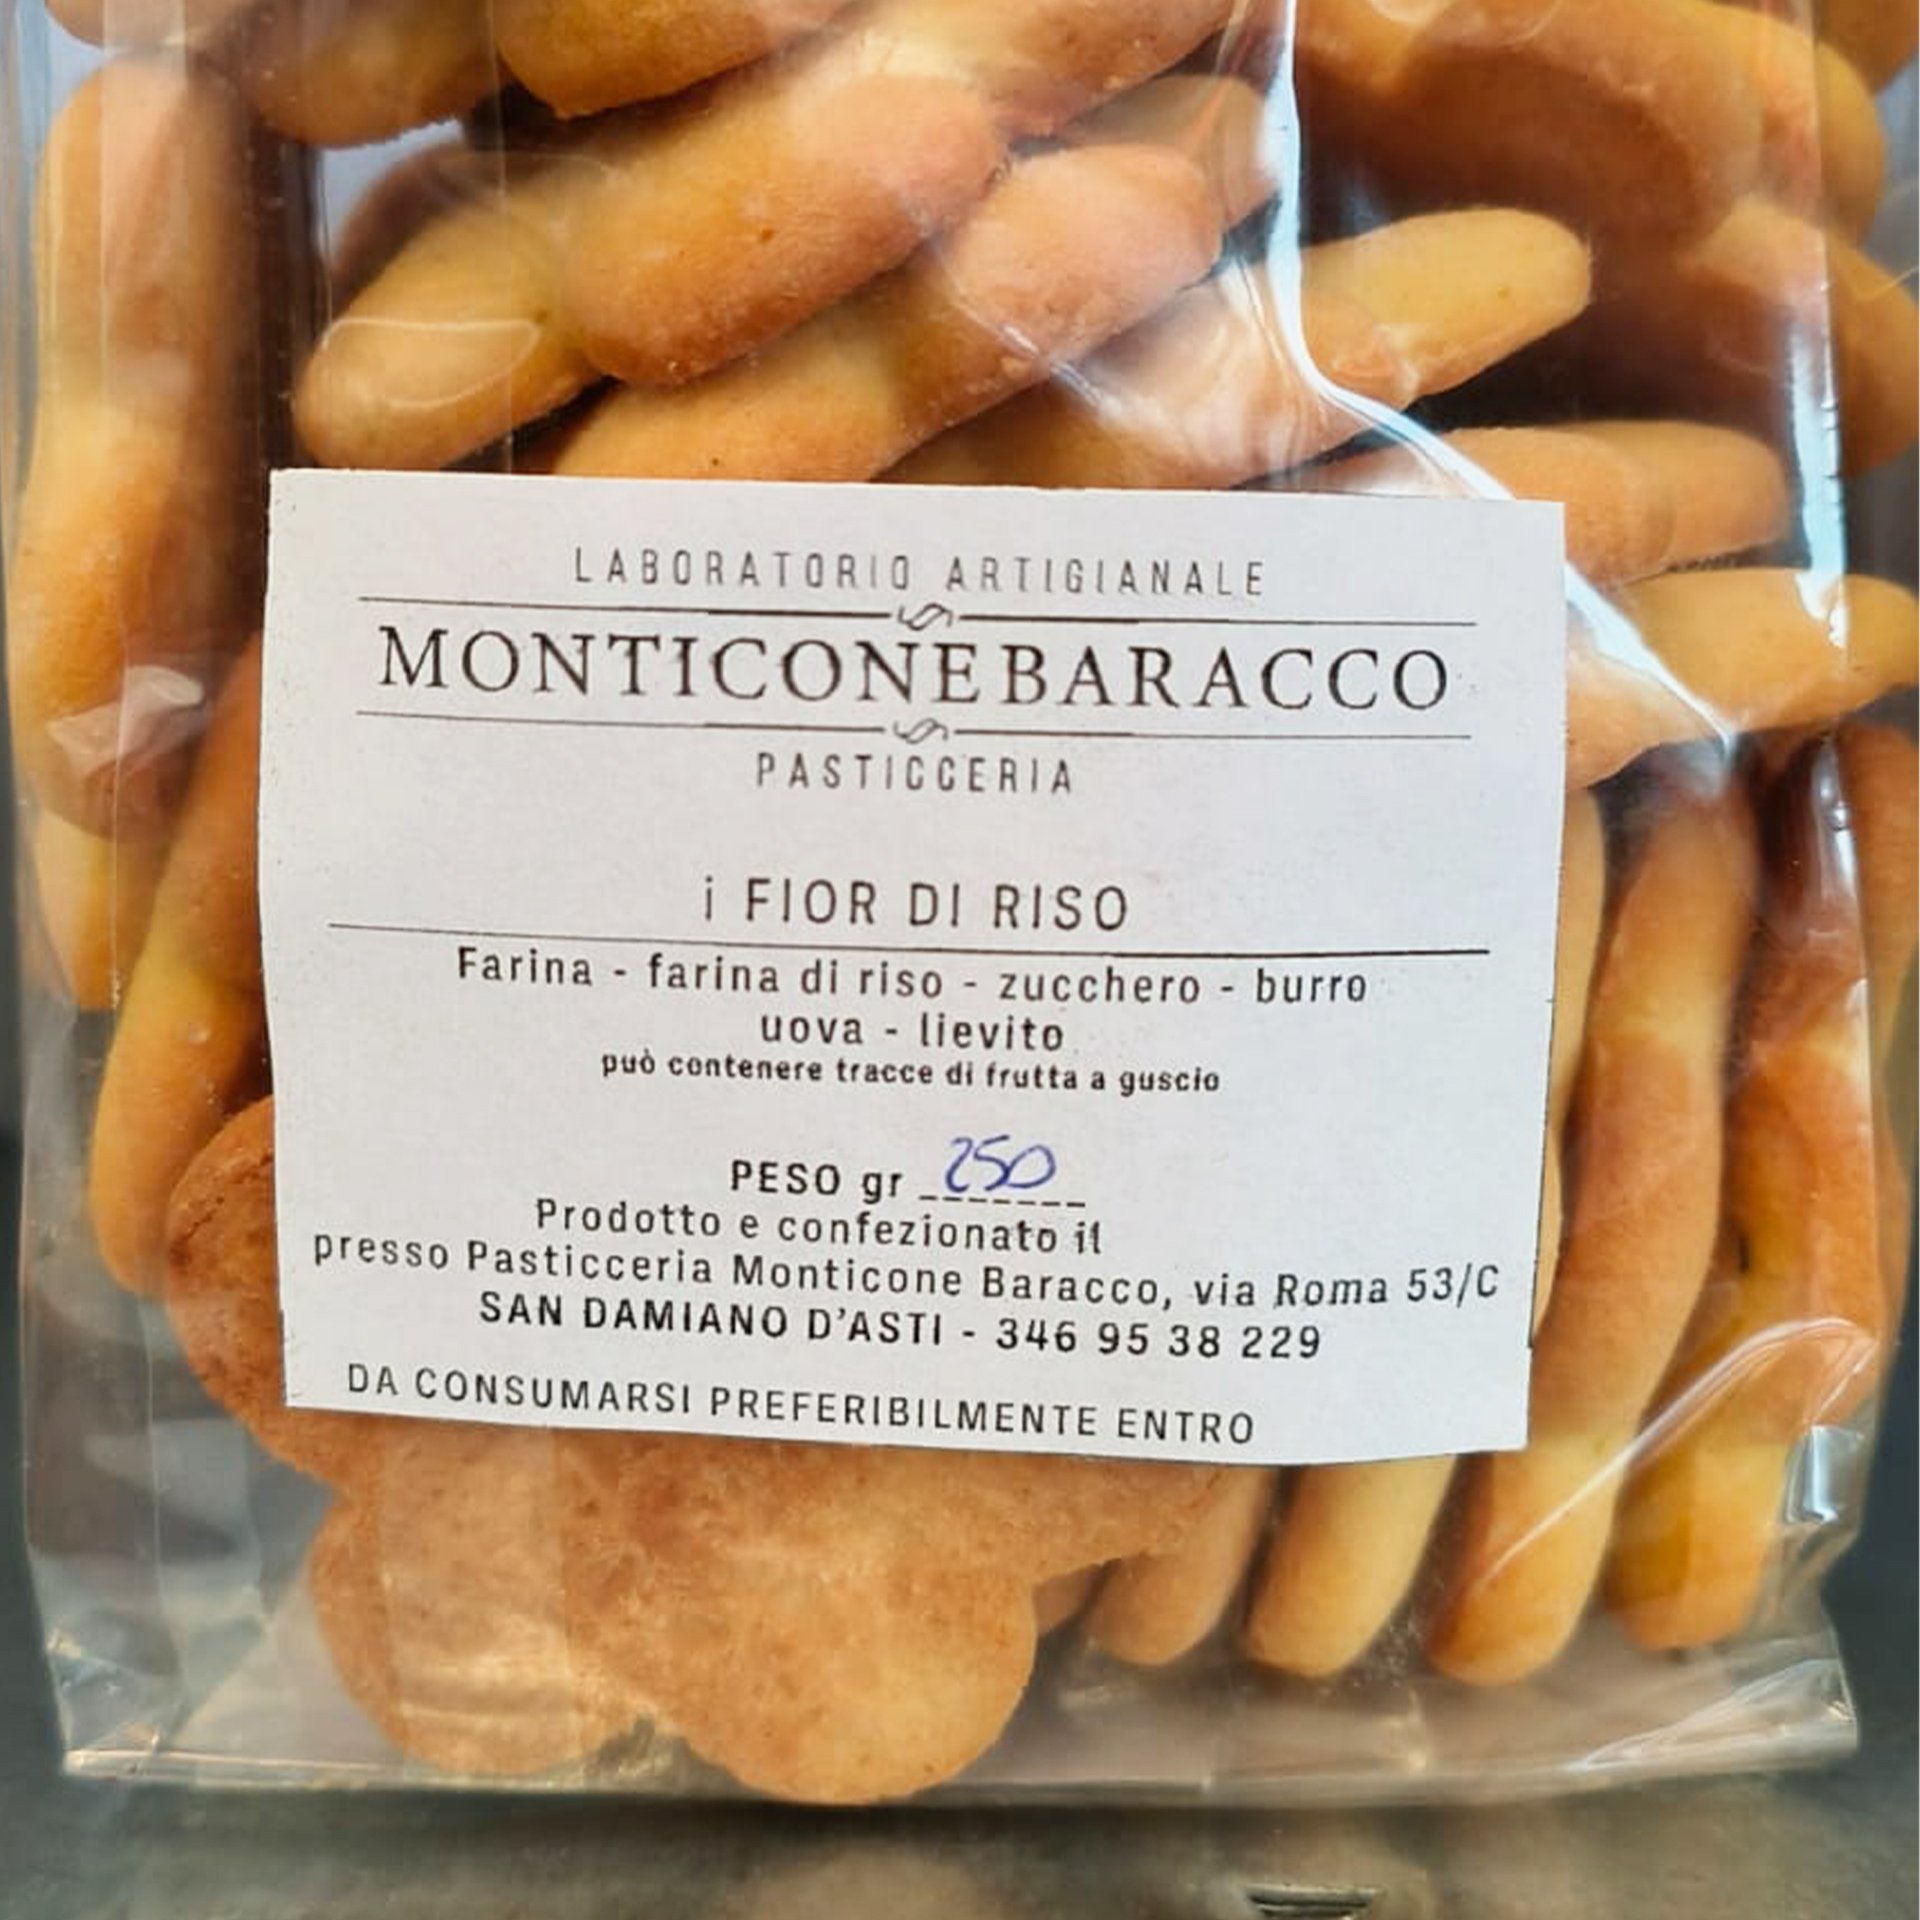 LABORATORIO ARTIGIANALE
MONTICONEBARACCO
PASTICCERIA
i FIOR DI RISO
Farina - farina di riso - zucchero - burro
uova - lievito
può contenere tracce di frutta a guscio
PESO gr 250
Prodotto e confezionato il
presso Pasticceria Monticone Baracco, via Roma 53/C
SAN DAMIANO D'ASTI - 346 95 38 229
DA CONSUMARSI PREFERIBILMENTE ENTRO